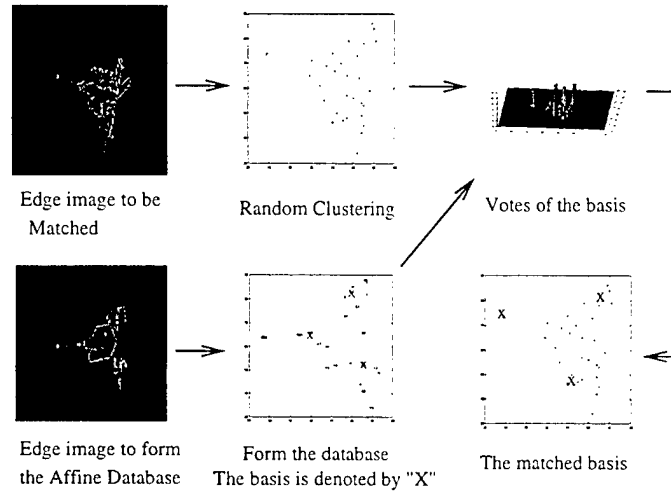 Edge image to be
Matched
Random Clustering
Votes of the basis
X
X
X
X
X
X
Edge image to form
the Affine Database
Form the database
The basis is denoted by "X"
The matched basis